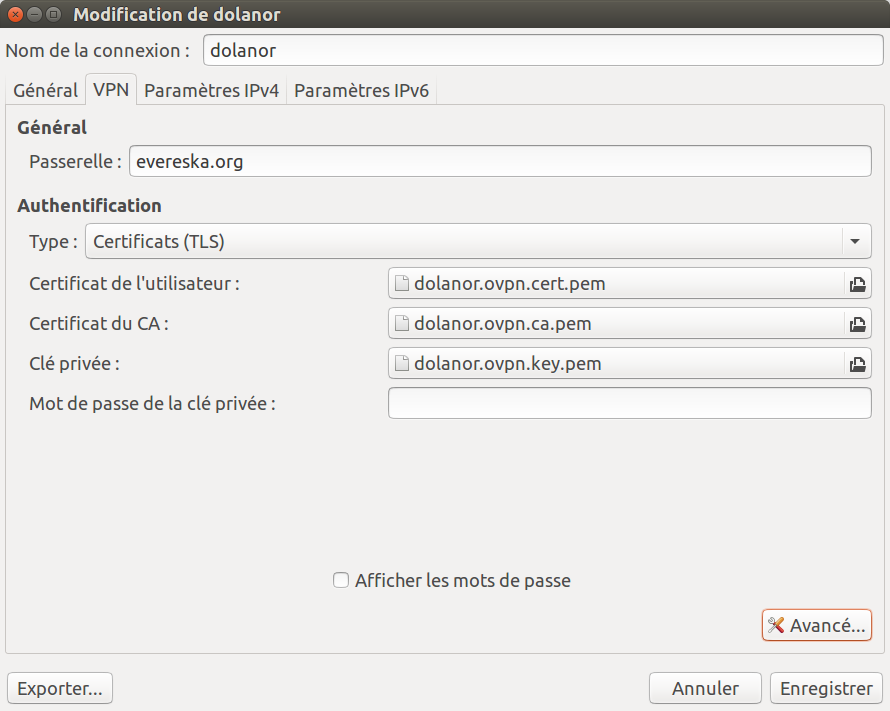 Modification de dolanor
Nom de la connexion : dolanor
Général VPN Paramètres IPv4 Paramètres IPv6
Général
Passerelle : evereska.org
Authentification
Type : Certificats (TLS)
Certificat de l'utilisateur : dolanor.ovpn.cert.pem
Certificat du CA : dolanor.ovpn.ca.pem
Clé privée : dolanor.ovpn.key.pem
Mot de passe de la clé privée :
Afficher les mots de passe
Avancé...
Exporter... Annuler Enregistrer